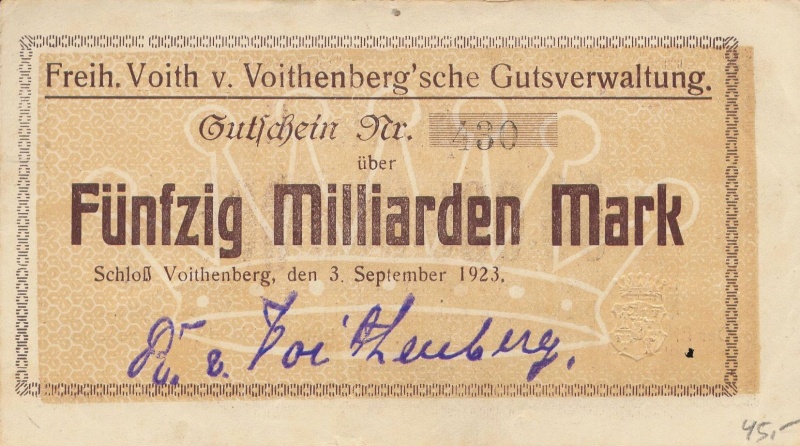 Freih. Voith v. Voithenberg'sche Gutsverwaltung.
Gutschein Nr. 430
über
Fünfzig Milliarden Mark
Schloß Voithenberg, den 3. September 1923.
v. Voithenberg.
45,-